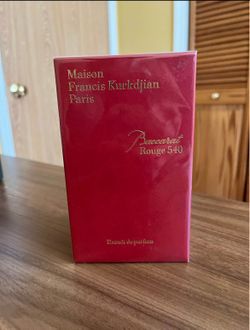 Maison
Francis Kurkdjian
Paris
Baccarat
Rouge 540
Extrait de parfum